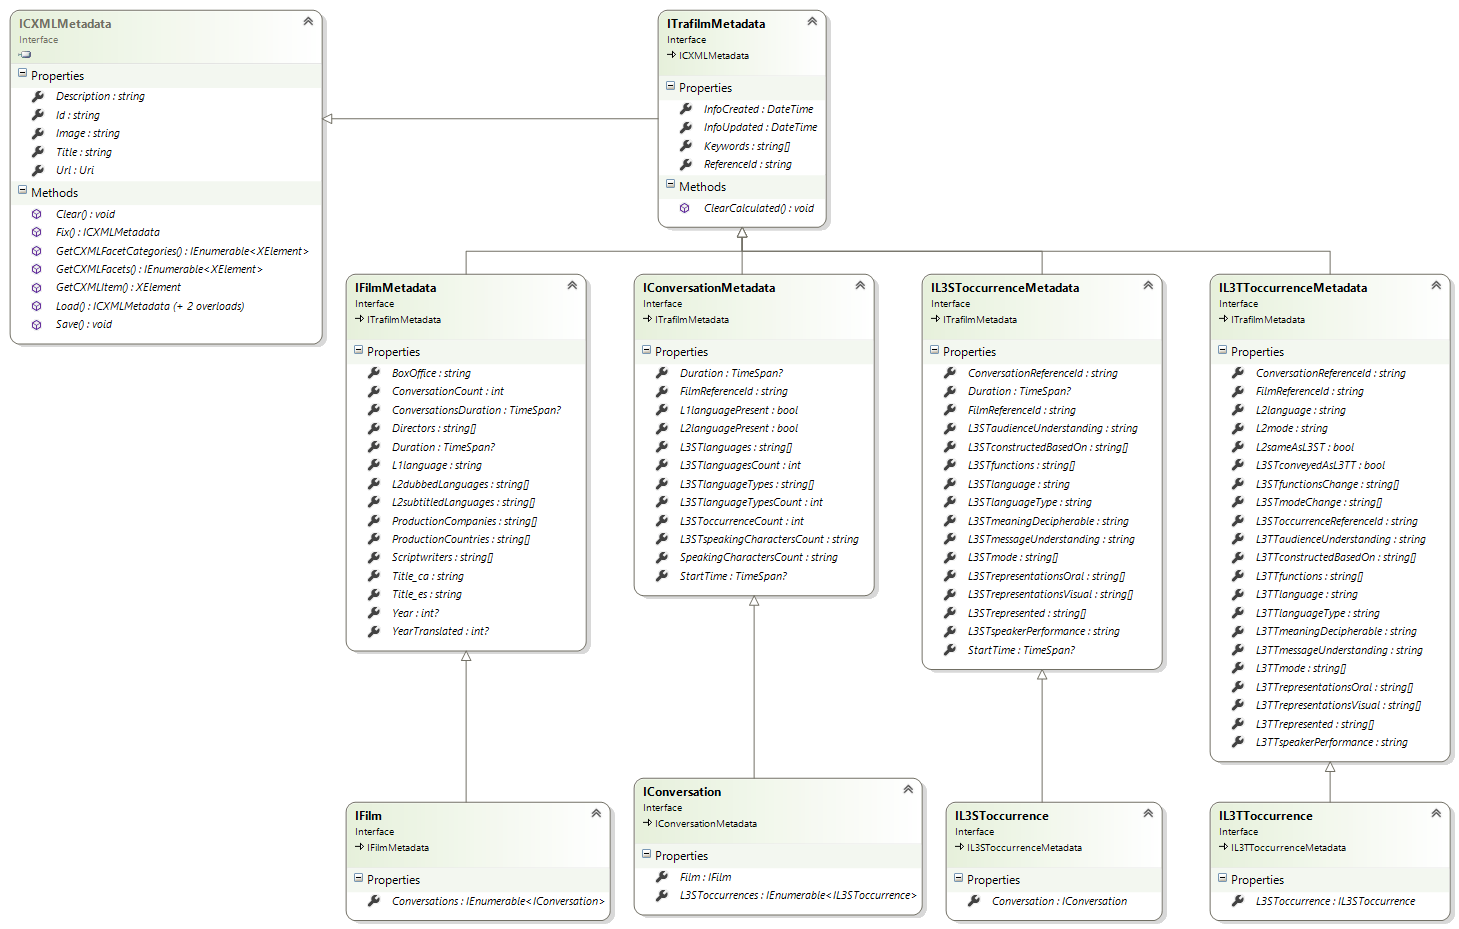 ICXMLMetadata
Interface
Properties
Description : string
Id : string
Image : string
Title : string
Url : Uri
Methods
Clear() : void
Fix() : ICXMLMetadata
GetCXMLFacetCategories() : IEnumerable<XElement>
GetCXMLFacets() : IEnumerable<XElement>
GetCXMLItem() : XElement
Load() : ICXMLMetadata (+ 2 overloads)
Save() : void
ITrafilmMetadata
Interface
ICXMLMetadata
Properties
InfoCreated : DateTime
InfoUpdated : DateTime
Keywords : string[]
ReferenceId : string
Methods
ClearCalculated() : void
IFilmMetadata
Interface
ITrafilmMetadata
Properties
BoxOffice : string
ConversationCount : int
ConversationsDuration : TimeSpan?
Directors : string[]
Duration : TimeSpan?
L1language : string
L2dubbedLanguages : string[]
L2subtitledLanguages : string[]
ProductionCompanies : string[]
ProductionCountries : string[]
Scriptwriters : string[]
Title_ca : string
Title_es : string
Year : int?
YearTranslated : int?
IConversationMetadata
Interface
ITrafilmMetadata
Properties
Duration : TimeSpan?
FilmReferenceId : string
L1languagePresent : bool
L2languagePresent : bool
L3STlanguages : string[]
L3STlanguagesCount : int
L3STlanguageTypes : string[]
L3STlanguageTypesCount : int
L3SToccurrenceCount : int
L3STspeakingCharactersCount : string
SpeakingCharactersCount : string
StartTime : TimeSpan?
IL3SToccurrenceMetadata
Interface
ITrafilmMetadata
Properties
ConversationReferenceId : string
Duration : TimeSpan?
FilmReferenceId : string
L3STaudienceUnderstanding : string
L3STconstructedBasedOn : string[]
L3STfunctions : string[]
L3STlanguage : string
L3STlanguageType : string
L3STmeaningDecipherable : string
L3STmessageUnderstanding : string
L3STmode : string[]
L3STrepresentationsOral : string[]
L3STrepresentationsVisual : string[]
L3STrepresented : string[]
L3STspeakerPerformance : string
StartTime : TimeSpan?
IL3TToccurrenceMetadata
Interface
ITrafilmMetadata
Properties
ConversationReferenceId : string
FilmReferenceId : string
L2language : string
L2mode : string
L2sameAsL3ST : bool
L3STconveyedAsL3TT : bool
L3STfunctionsChange : string[]
L3STmodeChange : string[]
L3SToccurrenceReferenceId : string
L3TTaudienceUnderstanding : string
L3TTconstructedBasedOn : string[]
L3TTfunctions : string[]
L3TTlanguage : string
L3TTlanguageType : string
L3TTmeaningDecipherable : string
L3TTmessageUnderstanding : string
L3TTmode : string[]
L3TTrepresentationsOral : string[]
L3TTrepresentationsVisual : string[]
L3TTrepresented : string[]
L3TTspeakerPerformance : string
IFilm
Interface
IFilmMetadata
Properties
Conversations : IEnumerable<IConversation>
IConversation
Interface
IConversationMetadata
Properties
Film : IFilm
L3SToccurrences : IEnumerable<IL3SToccurrence>
IL3SToccurrence
Interface
IL3SToccurrenceMetadata
Properties
Conversation : IConversation
IL3TToccurrence
Interface
IL3TToccurrenceMetadata
Properties
L3SToccurrence : IL3SToccurrence